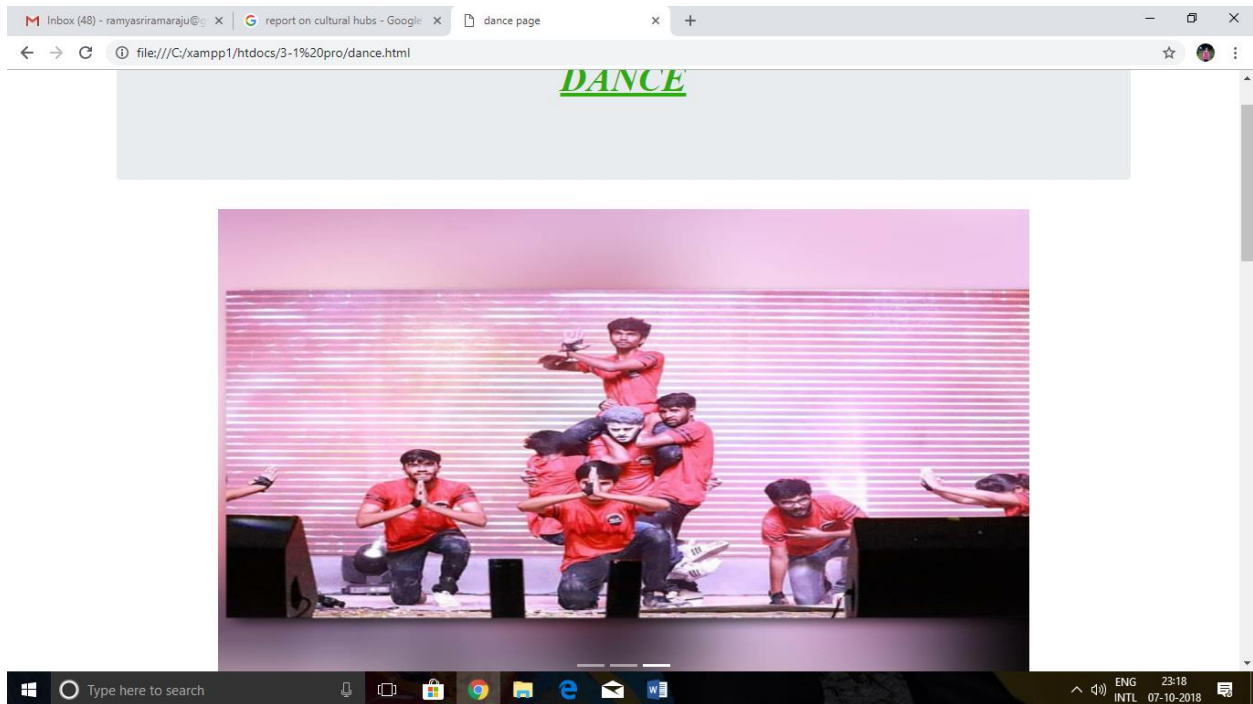 Inbox (48) - ramyasriramaraju@g
report on cultural hubs - Google
dance page
file:///C:/xampp1/htdocs/3-1%20pro/dance.html
DANCE
Type here to search
ENG
INTL
23:18
07-10-2018